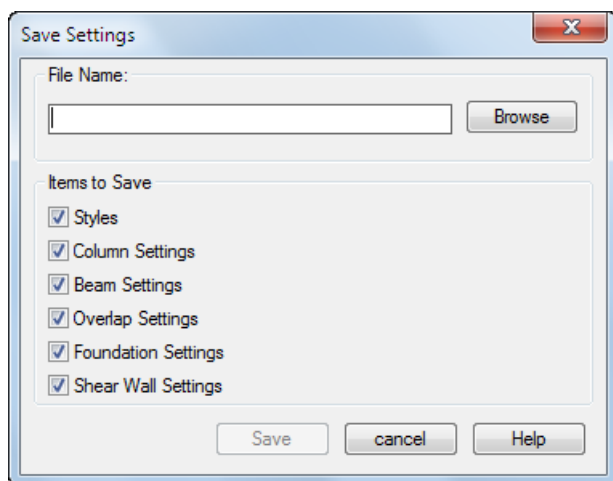 Save Settings
File Name:
Browse
Items to Save
Styles
Column Settings
Beam Settings
Overlap Settings
Foundation Settings
Shear Wall Settings
Save cancel Help